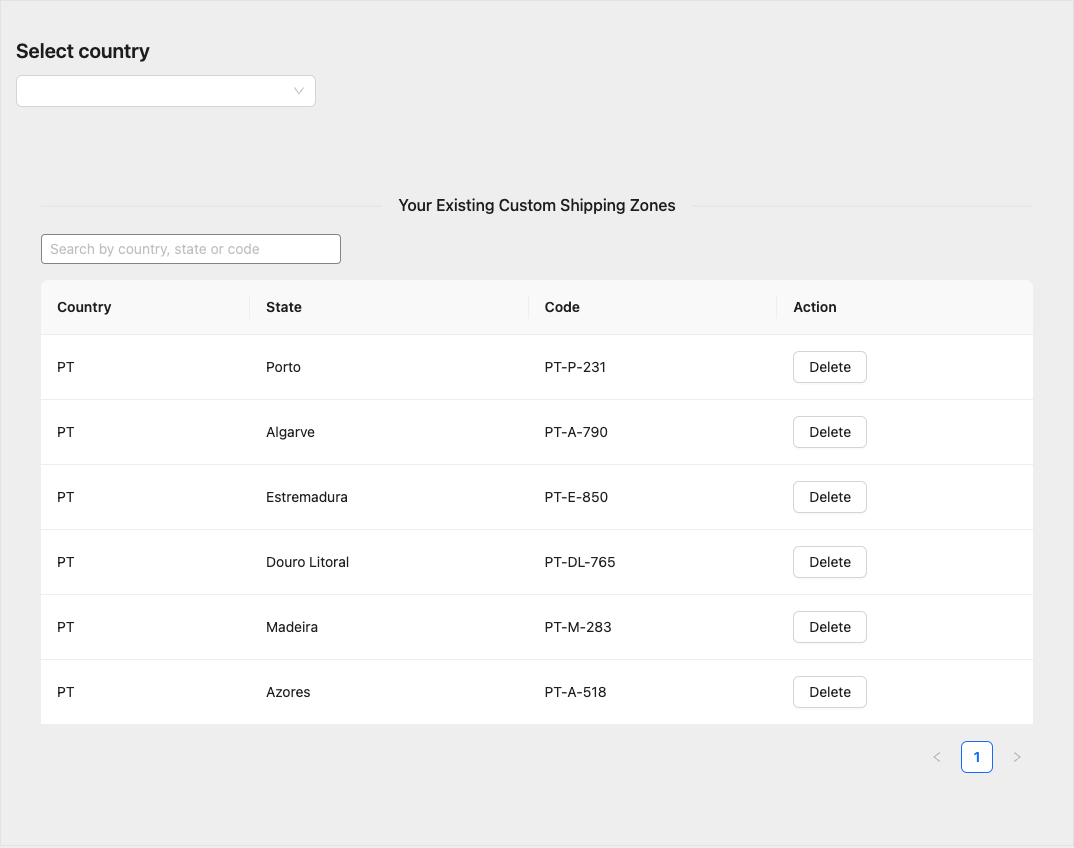 Select country
Your Existing Custom Shipping Zones
Search by country, state or code
Country State Code Action
PT Porto PT-P-231 Delete
PT Algarve PT-A-790 Delete
PT Estremadura PT-E-850 Delete
PT Douro Litoral PT-DL-765 Delete
PT Madeira PT-M-283 Delete
PT Azores PT-A-518 Delete
< 1 >